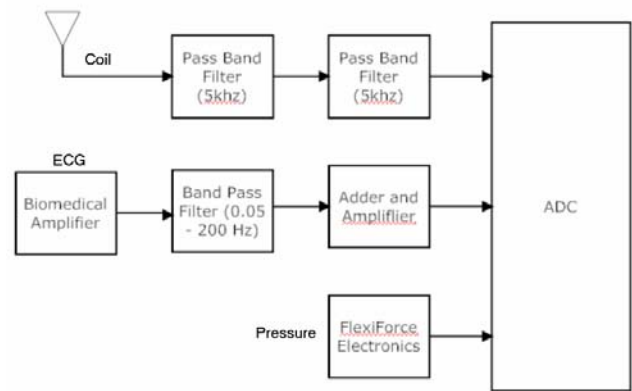 Coil
Pass Band
Filter
(5khz)
Pass Band
Filter
(5khz)
ECG
Biomedical
Amplifier
Band Pass
Filter (0.05
- 200 Hz)
Adder and
Ampliflier
ADC
Pressure
FlexiForce
Electronics